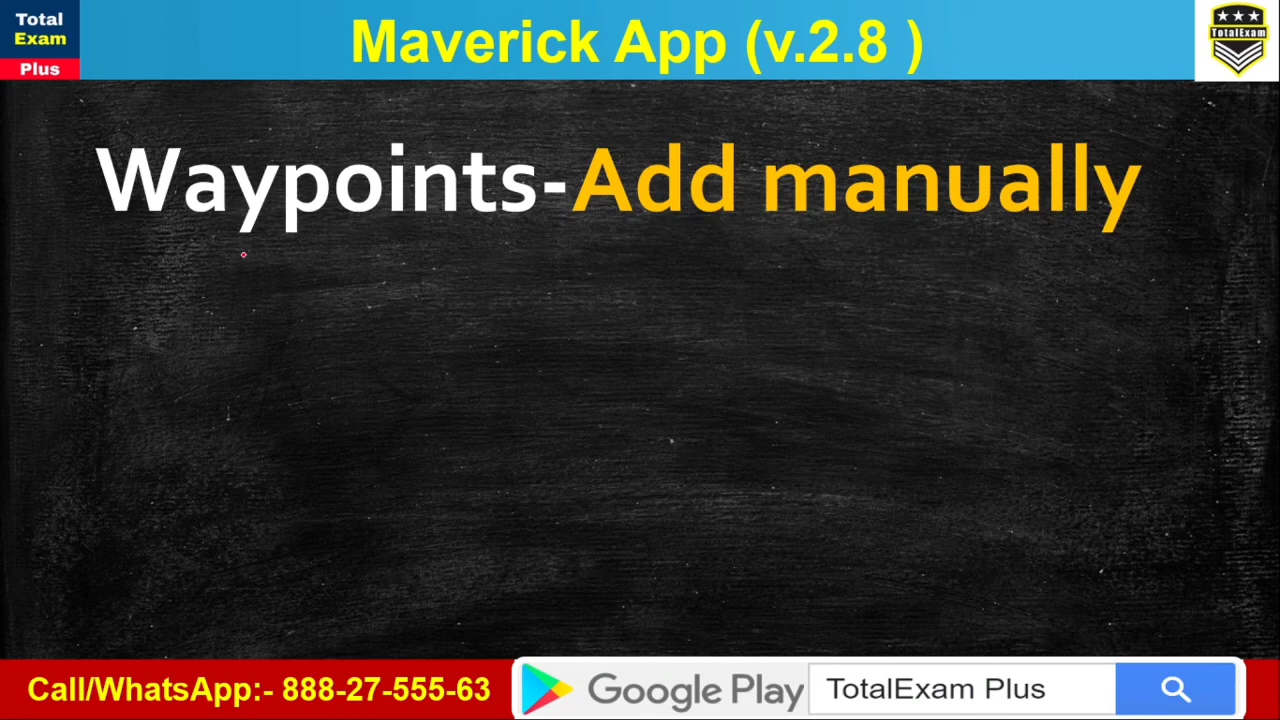 Total
Exam
Plus
Maverick App (v.2.8 )
TotalExam
Waypoints-Add manually
Call/WhatsApp:- 888-27-555-63
Google Play
TotalExam Plus